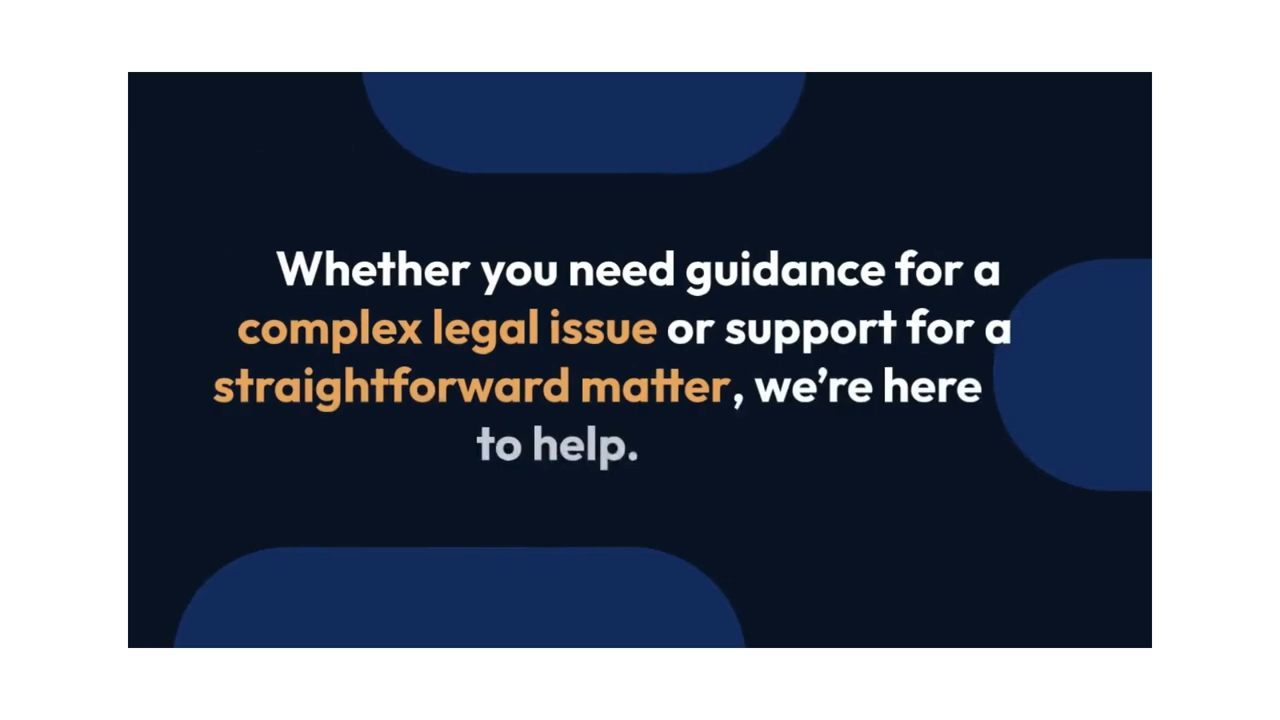 Whether you need guidance for a
complex legal issue or support for a
straightforward matter, we’re here
to help.